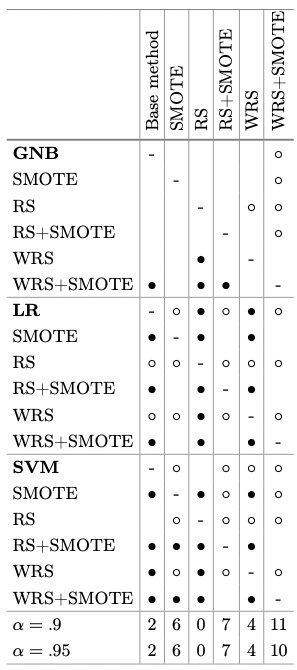 Base method SMOTE RS RS+SMOTE WRS WRS+SMOTE
GNB - ○
SMOTE - ○
RS - ○ ○
RS+SMOTE - ○
WRS ● -
WRS+SMOTE ● ● ● -
LR - ○ ● ○ ● ○
SMOTE ● - ● ●
RS ○ ○ - ○ ○ ○
RS+SMOTE ● ● - ●
WRS ○ ○ ● ○ - ○
WRS+SMOTE ● ● ● -
SVM - ○ ○ ○ ○
SMOTE ● - ● ○ ● ○
RS ○ - ○ ○ ○
RS+SMOTE ● ● ● - ●
WRS ● ○ ● ○ - ○
WRS+SMOTE ● ● ● ● -
α = .9 2 6 0 7 4 11
α = .95 2 6 0 7 4 10